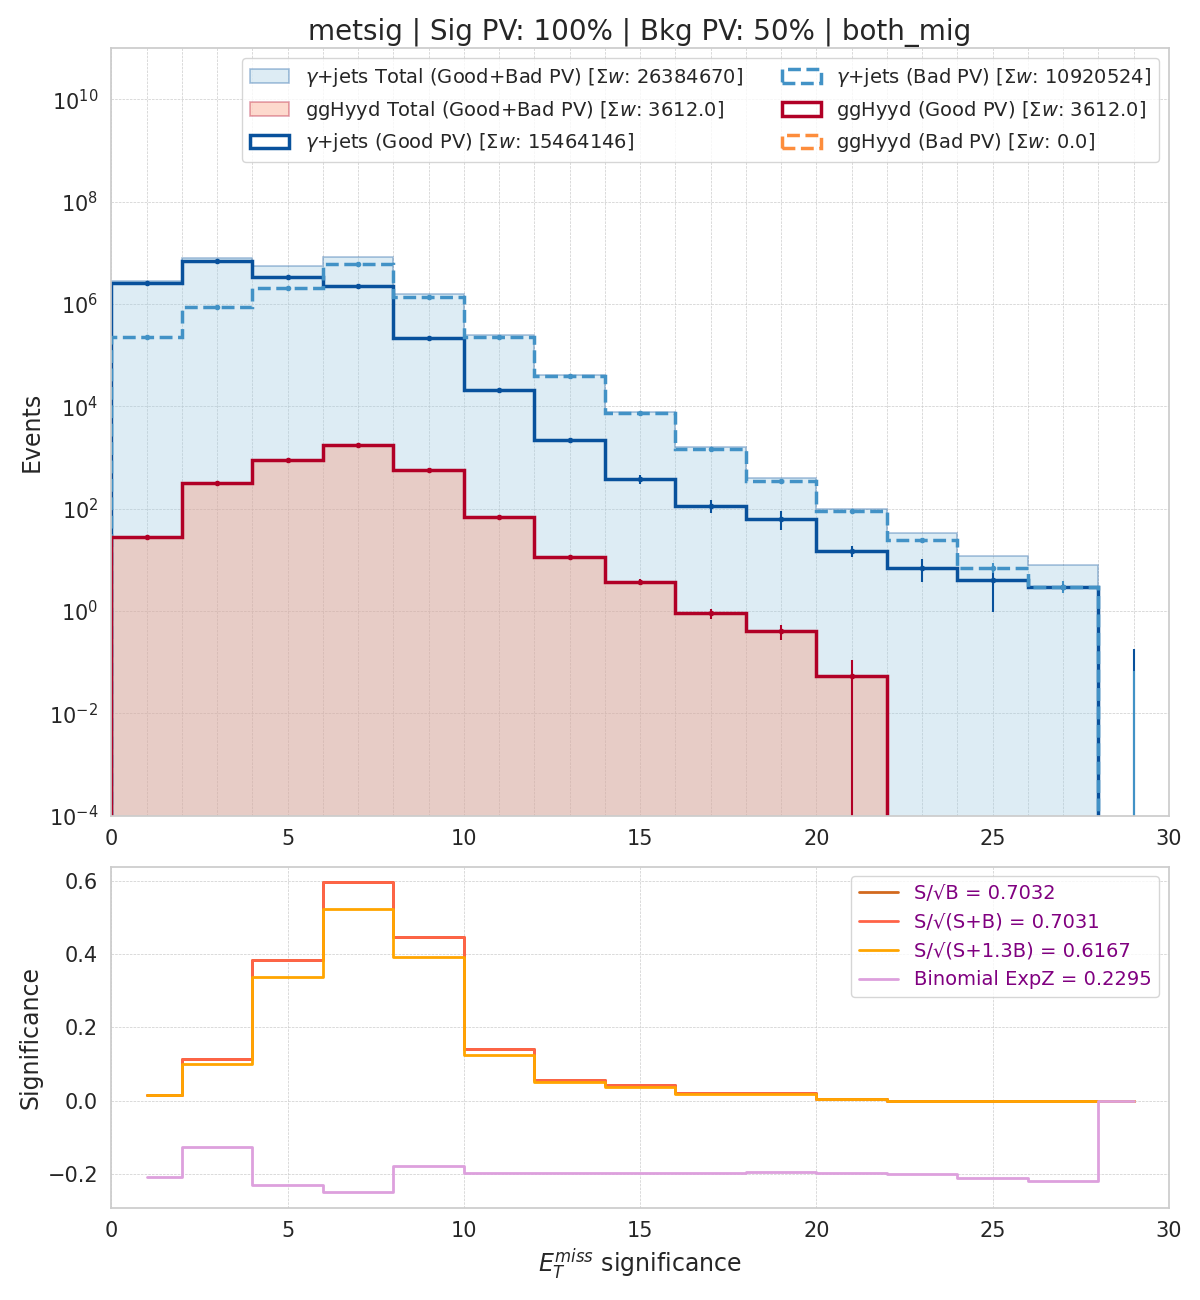 metsig | Sig PV: 100% | Bkg PV: 50% | both_mig
γ+jets Total (Good+Bad PV) [Σw: 26384670]
ggHyyd Total (Good+Bad PV) [Σw: 3612.0]
γ+jets (Good PV) [Σw: 15464146]
γ+jets (Bad PV) [Σw: 10920524]
ggHyyd (Good PV) [Σw: 3612.0]
ggHyyd (Bad PV) [Σw: 0.0]
Events
10^10
10^8
10^6
10^4
10^2
10^0
10^−2
10^−4
0 5 10 15 20 25 30
S/√B = 0.7032
S/√(S+B) = 0.7031
S/√(S+1.3B) = 0.6167
Binomial ExpZ = 0.2295
Significance
0.6
0.4
0.2
0.0
−0.2
0 5 10 15 20 25 30
E_T^miss significance